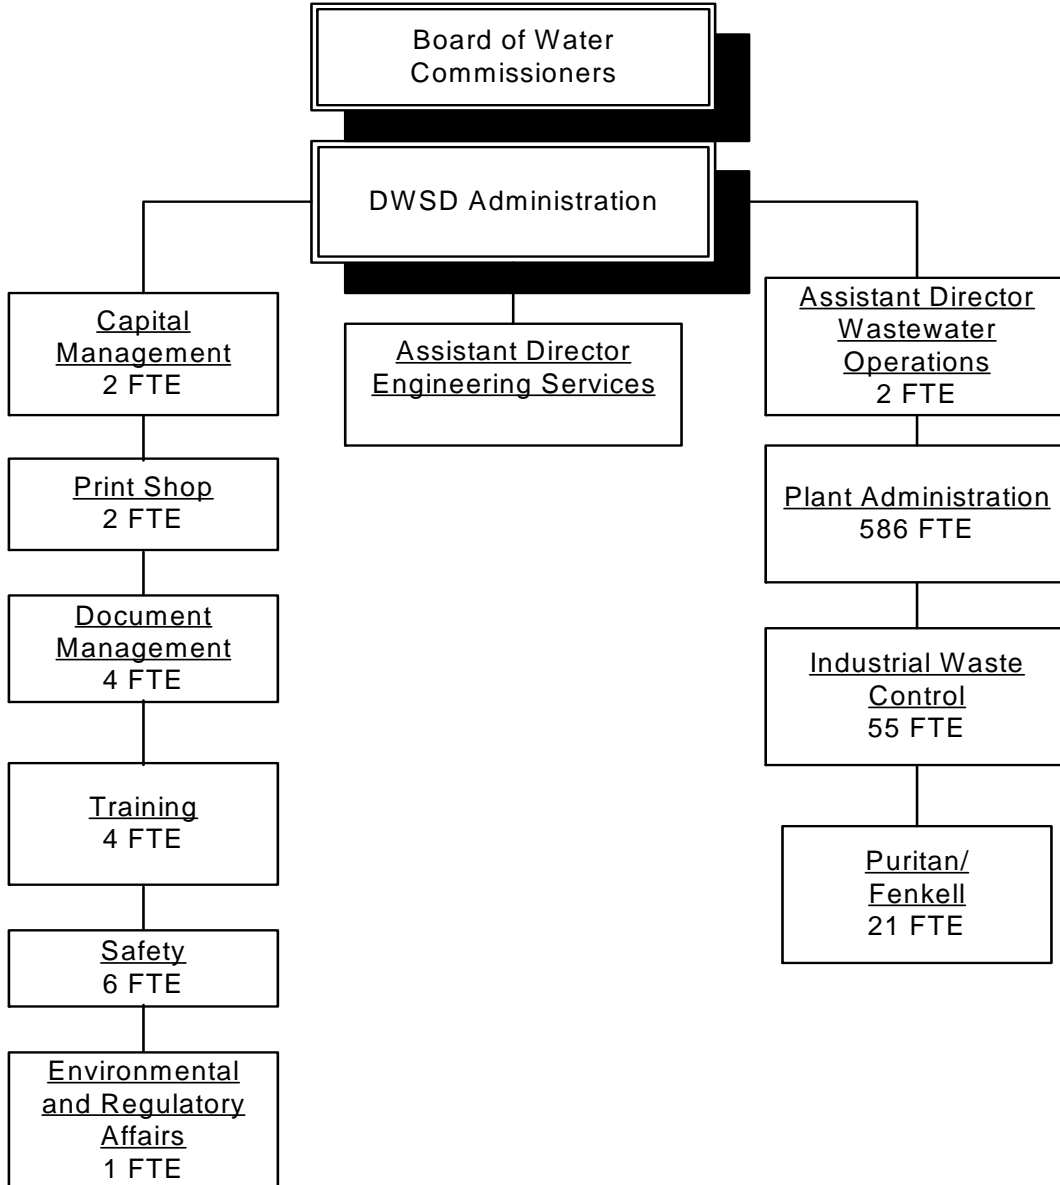 Board of Water
Commissioners
DWSD Administration
Capital
Management
2 FTE
Print Shop
2 FTE
Document
Management
4 FTE
Training
4 FTE
Safety
6 FTE
Environmental
and Regulatory
Affairs
1 FTE
Assistant Director
Engineering Services
Assistant Director
Wastewater
Operations
2 FTE
Plant Administration
586 FTE
Industrial Waste
Control
55 FTE
Puritan/
Fenkell
21 FTE